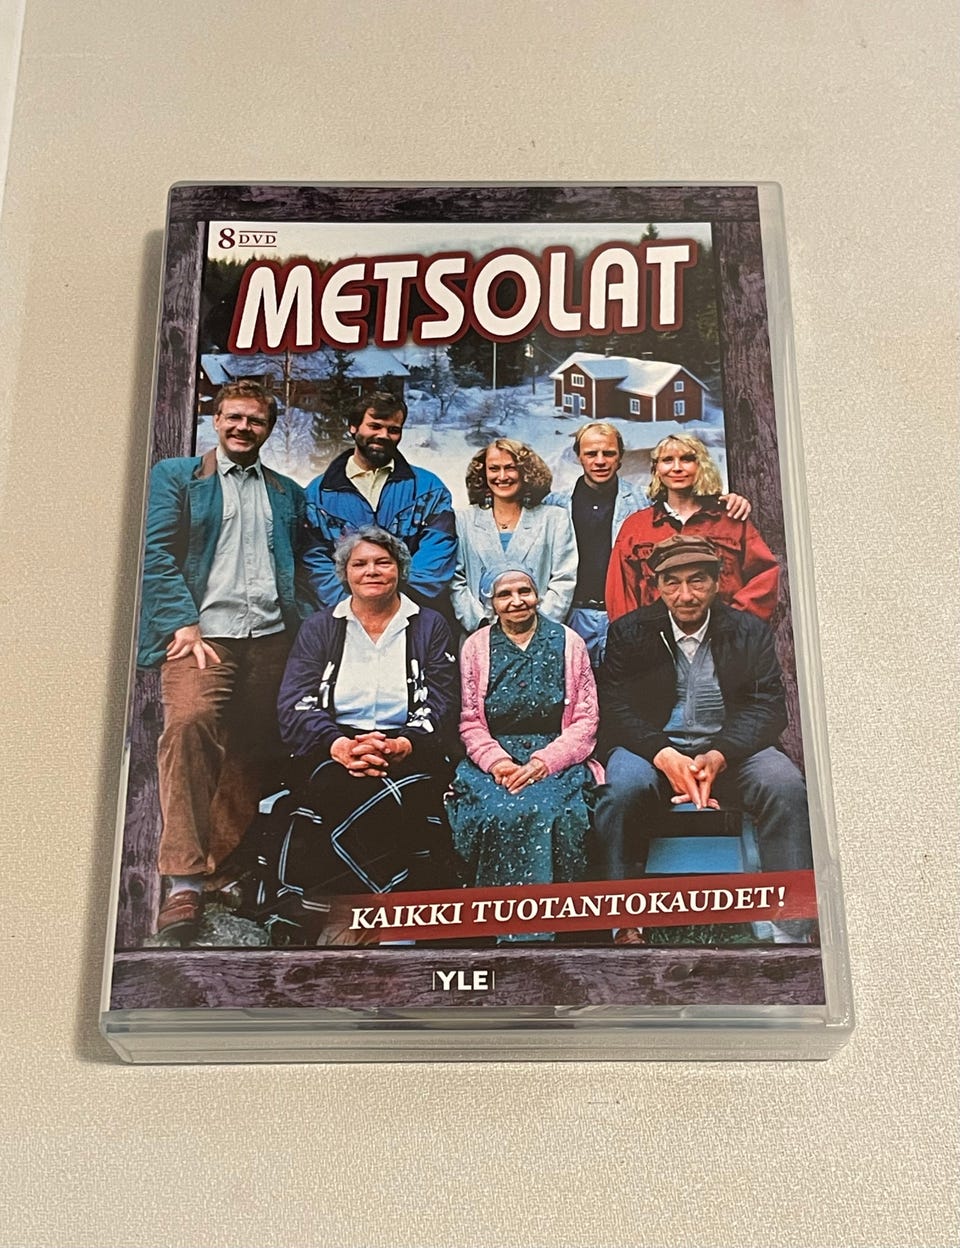 8 DVD
METSOLAT
KAIKKI TUOTANTOKAUDET!
YLE